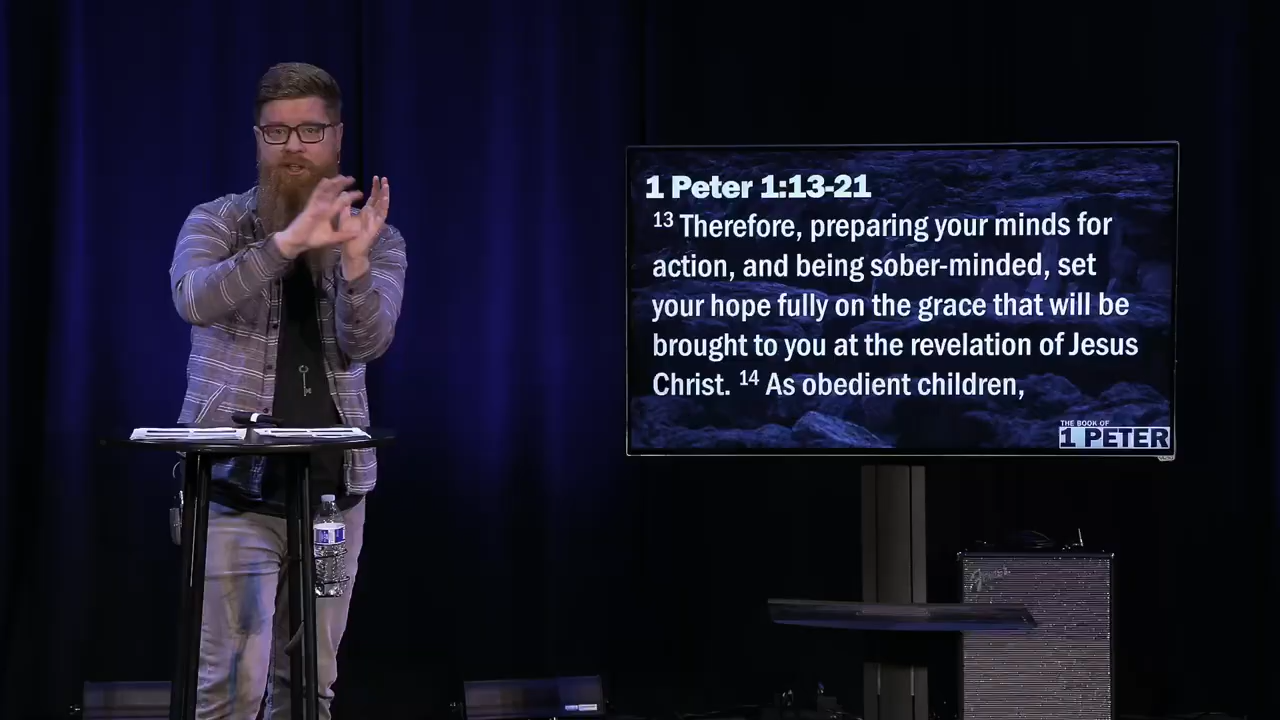 1 Peter 1:13-21
13 Therefore, preparing your minds for
action, and being sober-minded, set
your hope fully on the grace that will be
brought to you at the revelation of Jesus
Christ. 14 As obedient children,
THE BOOK OF
1 PETER
Fender